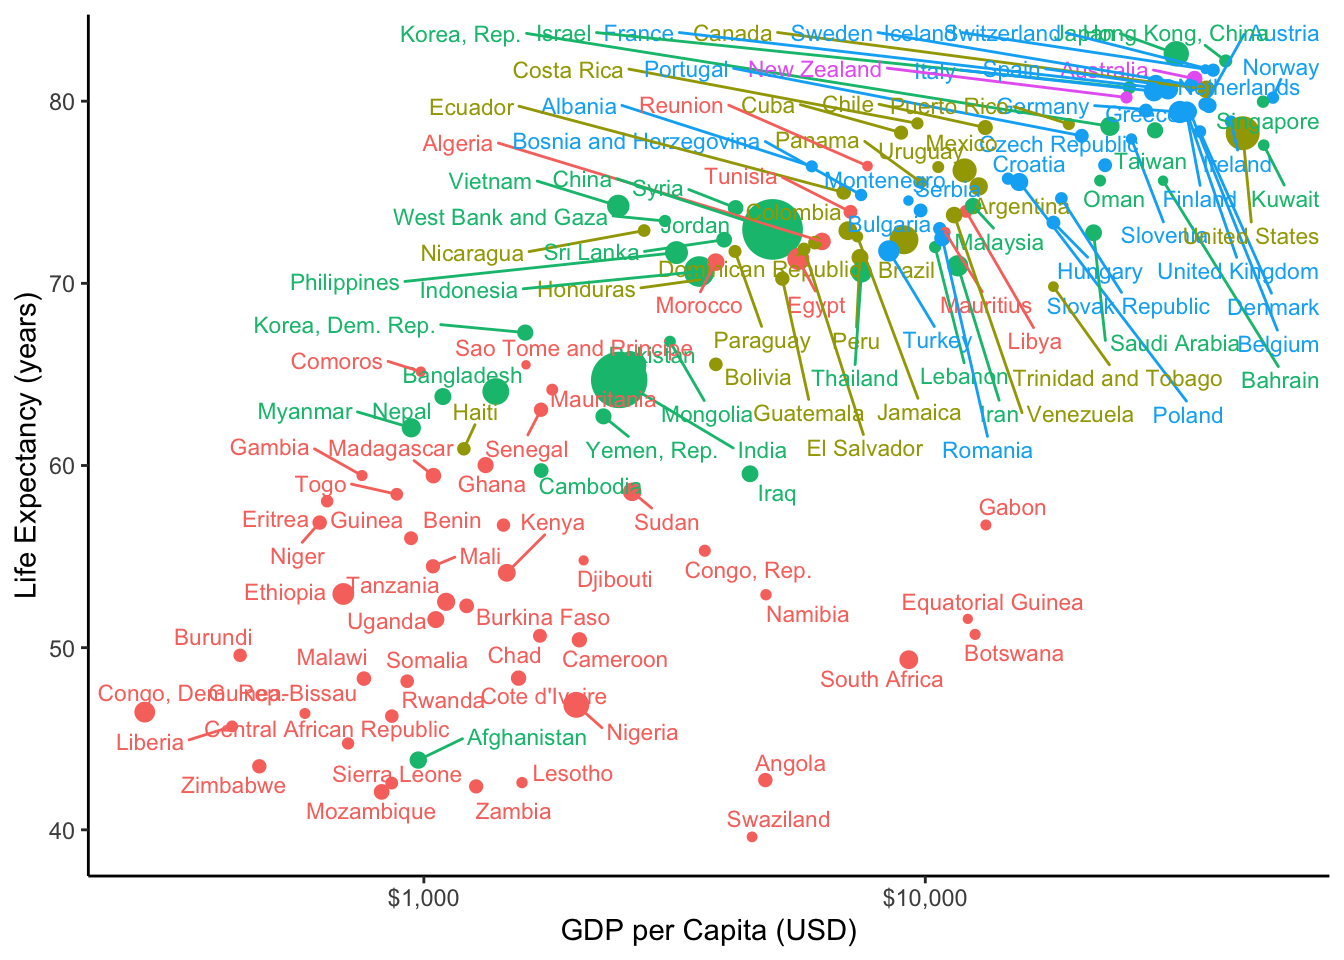 Korea, Rep.
Israel
France
Canada
Sweden
Iceland
Switzerland
Japan
Hong Kong, China
Austria
Costa Rica
Portugal
New Zealand
Italy
Spain
Australia
Norway
Netherlands
Ecuador
Albania
Reunion
Cuba
Chile
Puerto Rico
Germany
Greece
Singapore
Algeria
Bosnia and Herzegovina
Panama
Uruguay
Mexico
Czech Republic
Taiwan
Ireland
Croatia
Vietnam
China
Syria
Tunisia
Montenegro
Serbia
Oman
Finland
Kuwait
West Bank and Gaza
Jordan
Colombia
Bulgaria
Argentina
Slovenia
United States
Nicaragua
Sri Lanka
Malaysia
Philippines
Indonesia
Honduras
Dominican Republic
Brazil
Hungary
United Kingdom
Morocco
Egypt
Mauritius
Slovak Republic
Denmark
Korea, Dem. Rep.
Paraguay
Peru
Turkey
Libya
Saudi Arabia
Belgium
Comoros
Sao Tome and Principe
Bangladesh
Bolivia
Thailand
Lebanon
Trinidad and Tobago
Bahrain
Myanmar
Nepal
Haiti
Mauritania
Mongolia
Guatemala
Jamaica
Iran
Venezuela
Poland
Gambia
Madagascar
Senegal
Yemen, Rep.
India
El Salvador
Romania
Togo
Ghana
Cambodia
Iraq
Eritrea
Guinea
Benin
Kenya
Sudan
Gabon
Niger
Mali
Djibouti
Congo, Rep.
Ethiopia
Tanzania
Uganda
Burkina Faso
Namibia
Equatorial Guinea
Burundi
Malawi
Somalia
Chad
Cameroon
Botswana
South Africa
Congo, Dem. Rep.
Guinea-Bissau
Rwanda
Cote d'Ivoire
Liberia
Central African Republic
Afghanistan
Nigeria
Zimbabwe
Sierra Leone
Lesotho
Angola
Mozambique
Zambia
Swaziland
80
70
60
50
40
Life Expectancy (years)
$1,000
$10,000
GDP per Capita (USD)